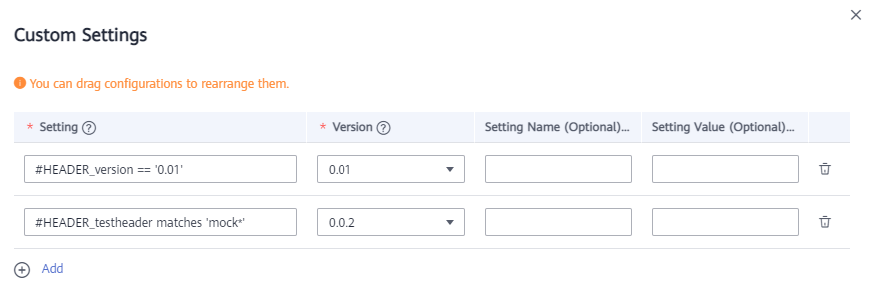 Custom Settings
You can drag configurations to rearrange them.
* Setting ? * Version ? Setting Name (Optional)... Setting Value (Optional)...
#HEADER_version == '0.01' 0.01
#HEADER_testheader matches 'mock*' 0.0.2
Add